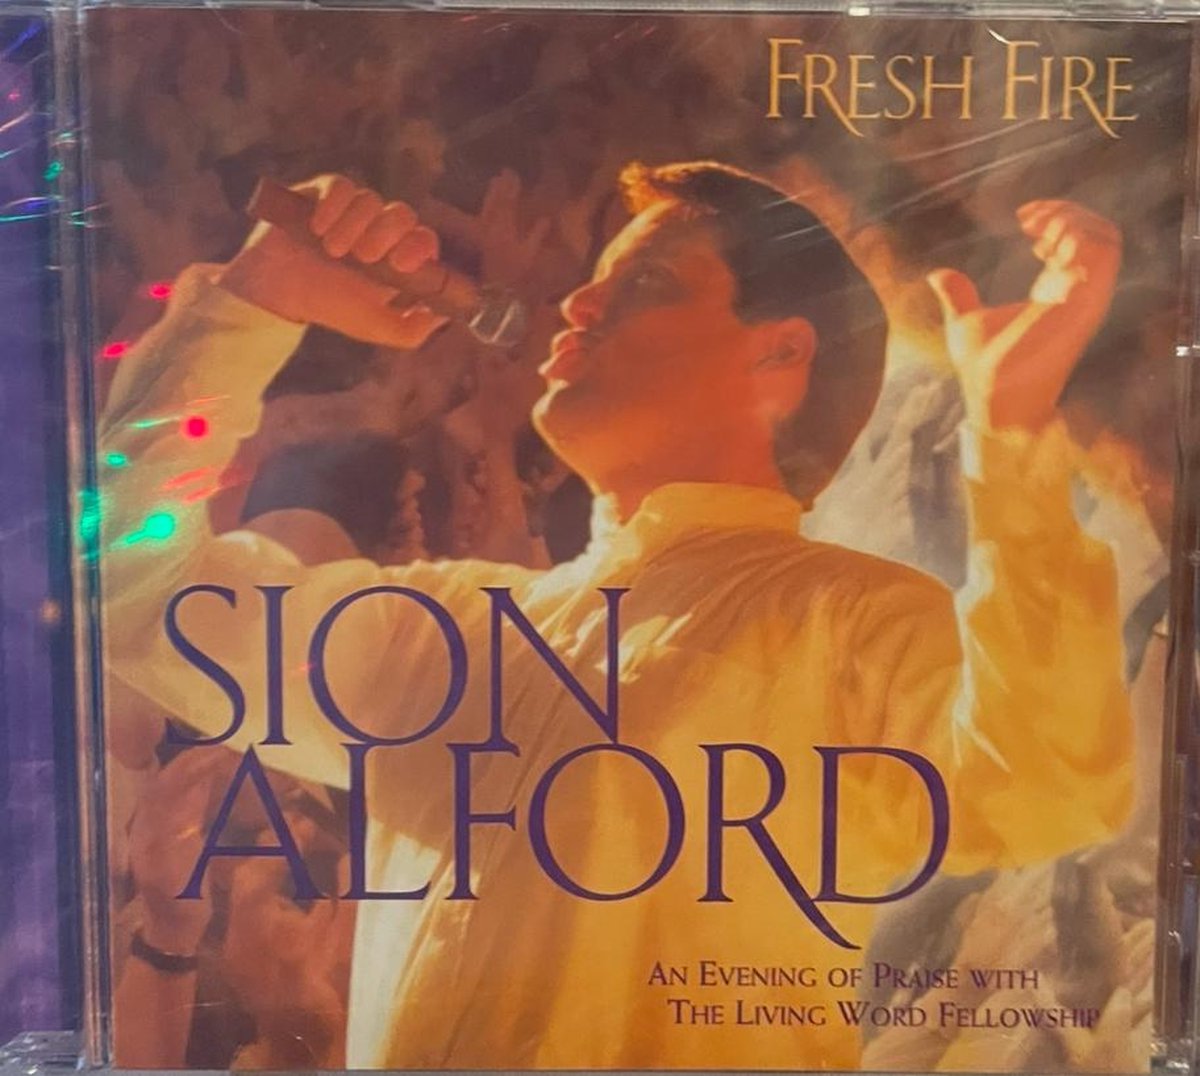 FRESH FIRE
SION
ALFORD
AN EVENING OF PRAISE WITH
THE LIVING WORD FELLOWSHIP